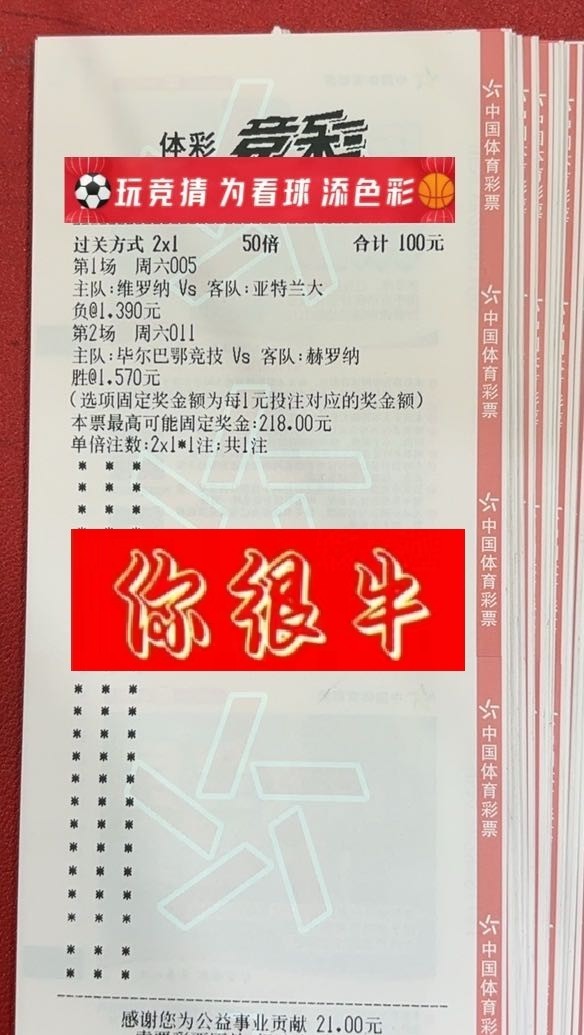 体彩 竞彩
玩竞猜 为看球 添色彩
过关方式 2x1 50倍 合计 100元
第1场 周六005
主队:维罗纳 Vs 客队:亚特兰大
负@1.390元
第2场 周六011
主队:毕尔巴鄂竞技 Vs 客队:赫罗纳
胜@1.570元
(选项固定奖金额为每1元投注对应的奖金额)
本票最高可能固定奖金:218.00元
单倍注数:2x1*1注:共1注
你很牛
感谢您为公益事业贡献 21.00元
中国体育彩票
中国体育彩票
中国体育彩票
中国体育彩票
中国体育彩票